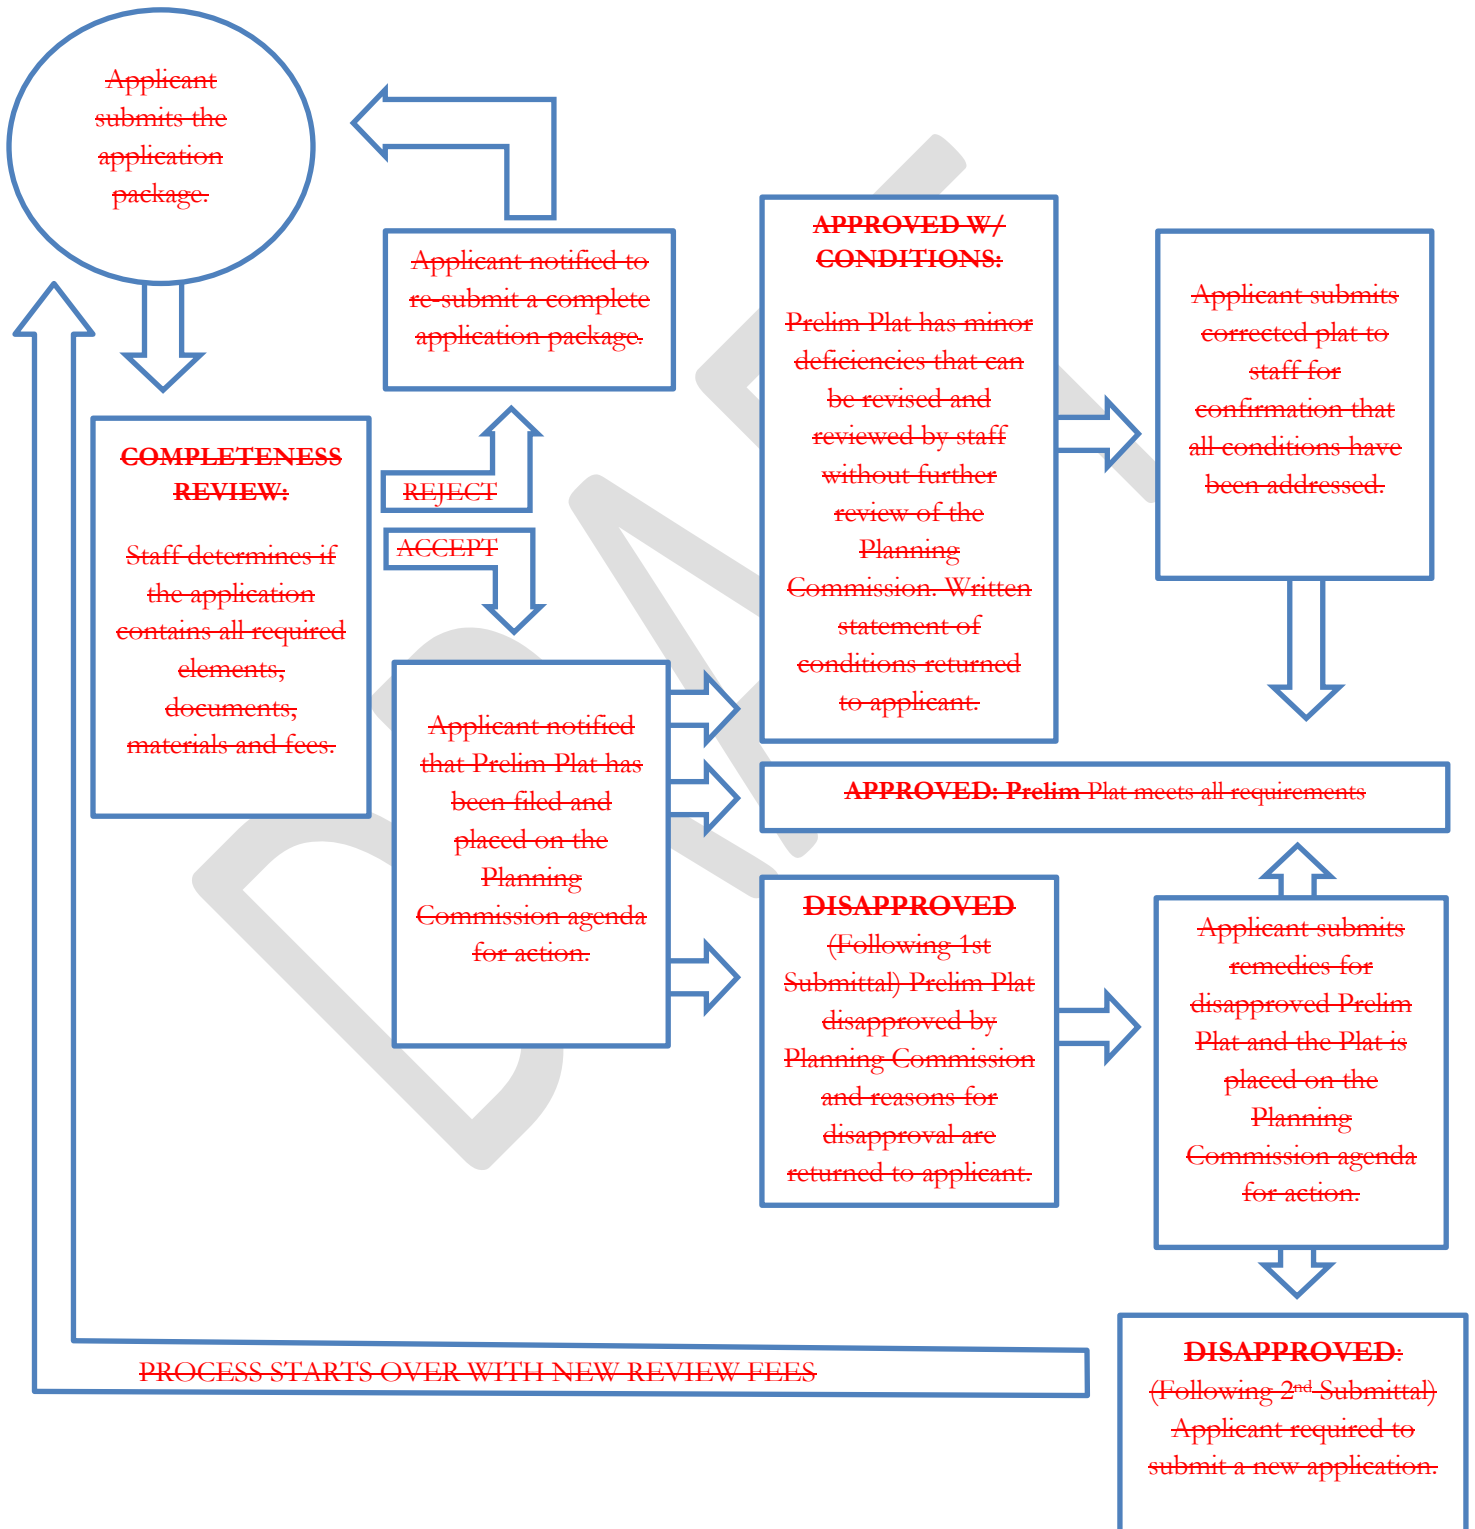 Applicant
submits the
application
package.
Applicant notified to
re-submit a complete
application package.
COMPLETENESS
REVIEW:
Staff determines if
the application
contains all required
elements,
documents,
materials and fees.
REJECT
ACCEPT
Applicant notified
that Prelim Plat has
been filed and
placed on the
Planning
Commission agenda
for action.
APPROVED W/
CONDITIONS:
Prelim Plat has minor
deficiencies that can
be revised and
reviewed by staff
without further
review of the
Planning
Commission. Written
statement of
conditions returned
to applicant.
Applicant submits
corrected plat to
staff for
confirmation that
all conditions have
been addressed.
APPROVED: Prelim Plat meets all requirements
DISAPPROVED
(Following 1st
Submittal) Prelim Plat
disapproved by
Planning Commission
and reasons for
disapproval are
returned to applicant.
Applicant submits
remedies for
disapproved Prelim
Plat and the Plat is
placed on the
Planning
Commission agenda
for action.
DISAPPROVED:
(Following 2nd Submittal)
Applicant required to
submit a new application.
PROCESS STARTS OVER WITH NEW REVIEW FEES
DRAFT